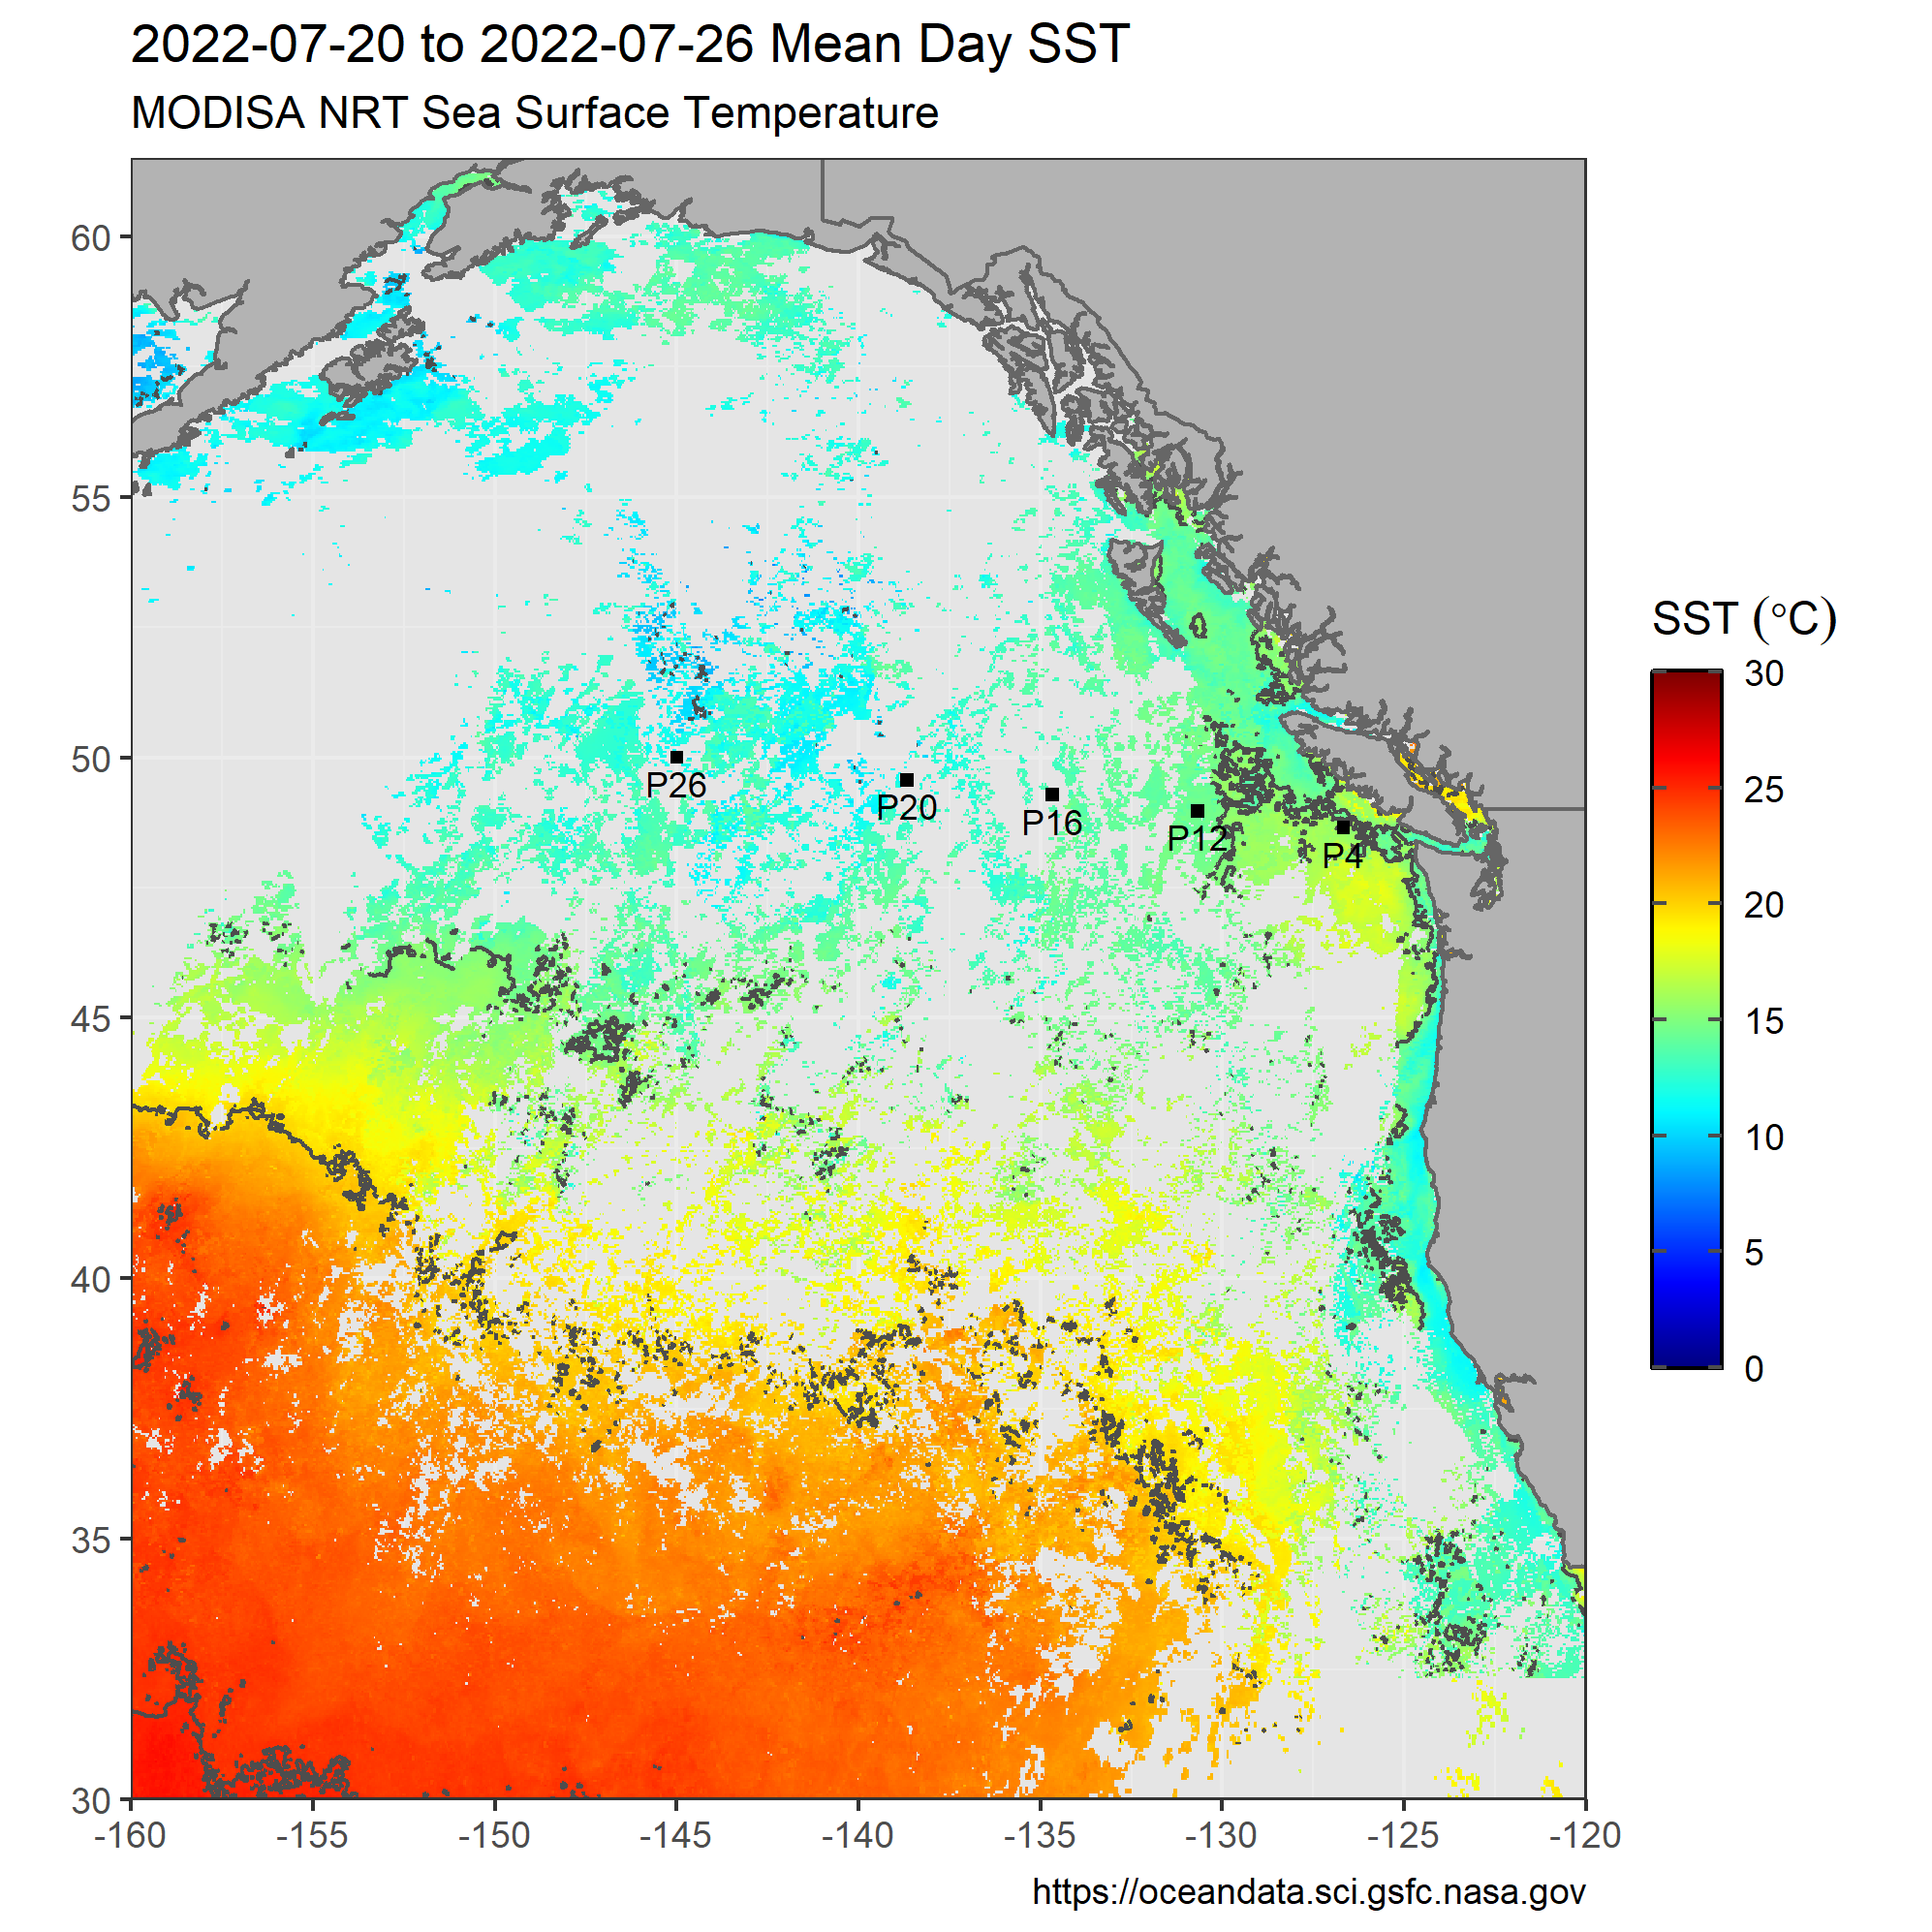 2022-07-20 to 2022-07-26 Mean Day SST
MODISA NRT Sea Surface Temperature
60
55
50
45
40
35
30
-160
-155
-150
-145
-140
-135
-130
-125
-120
P26
P20
P16
P12
P4
SST (°C)
30
25
20
15
10
5
0
https://oceandata.sci.gsfc.nasa.gov